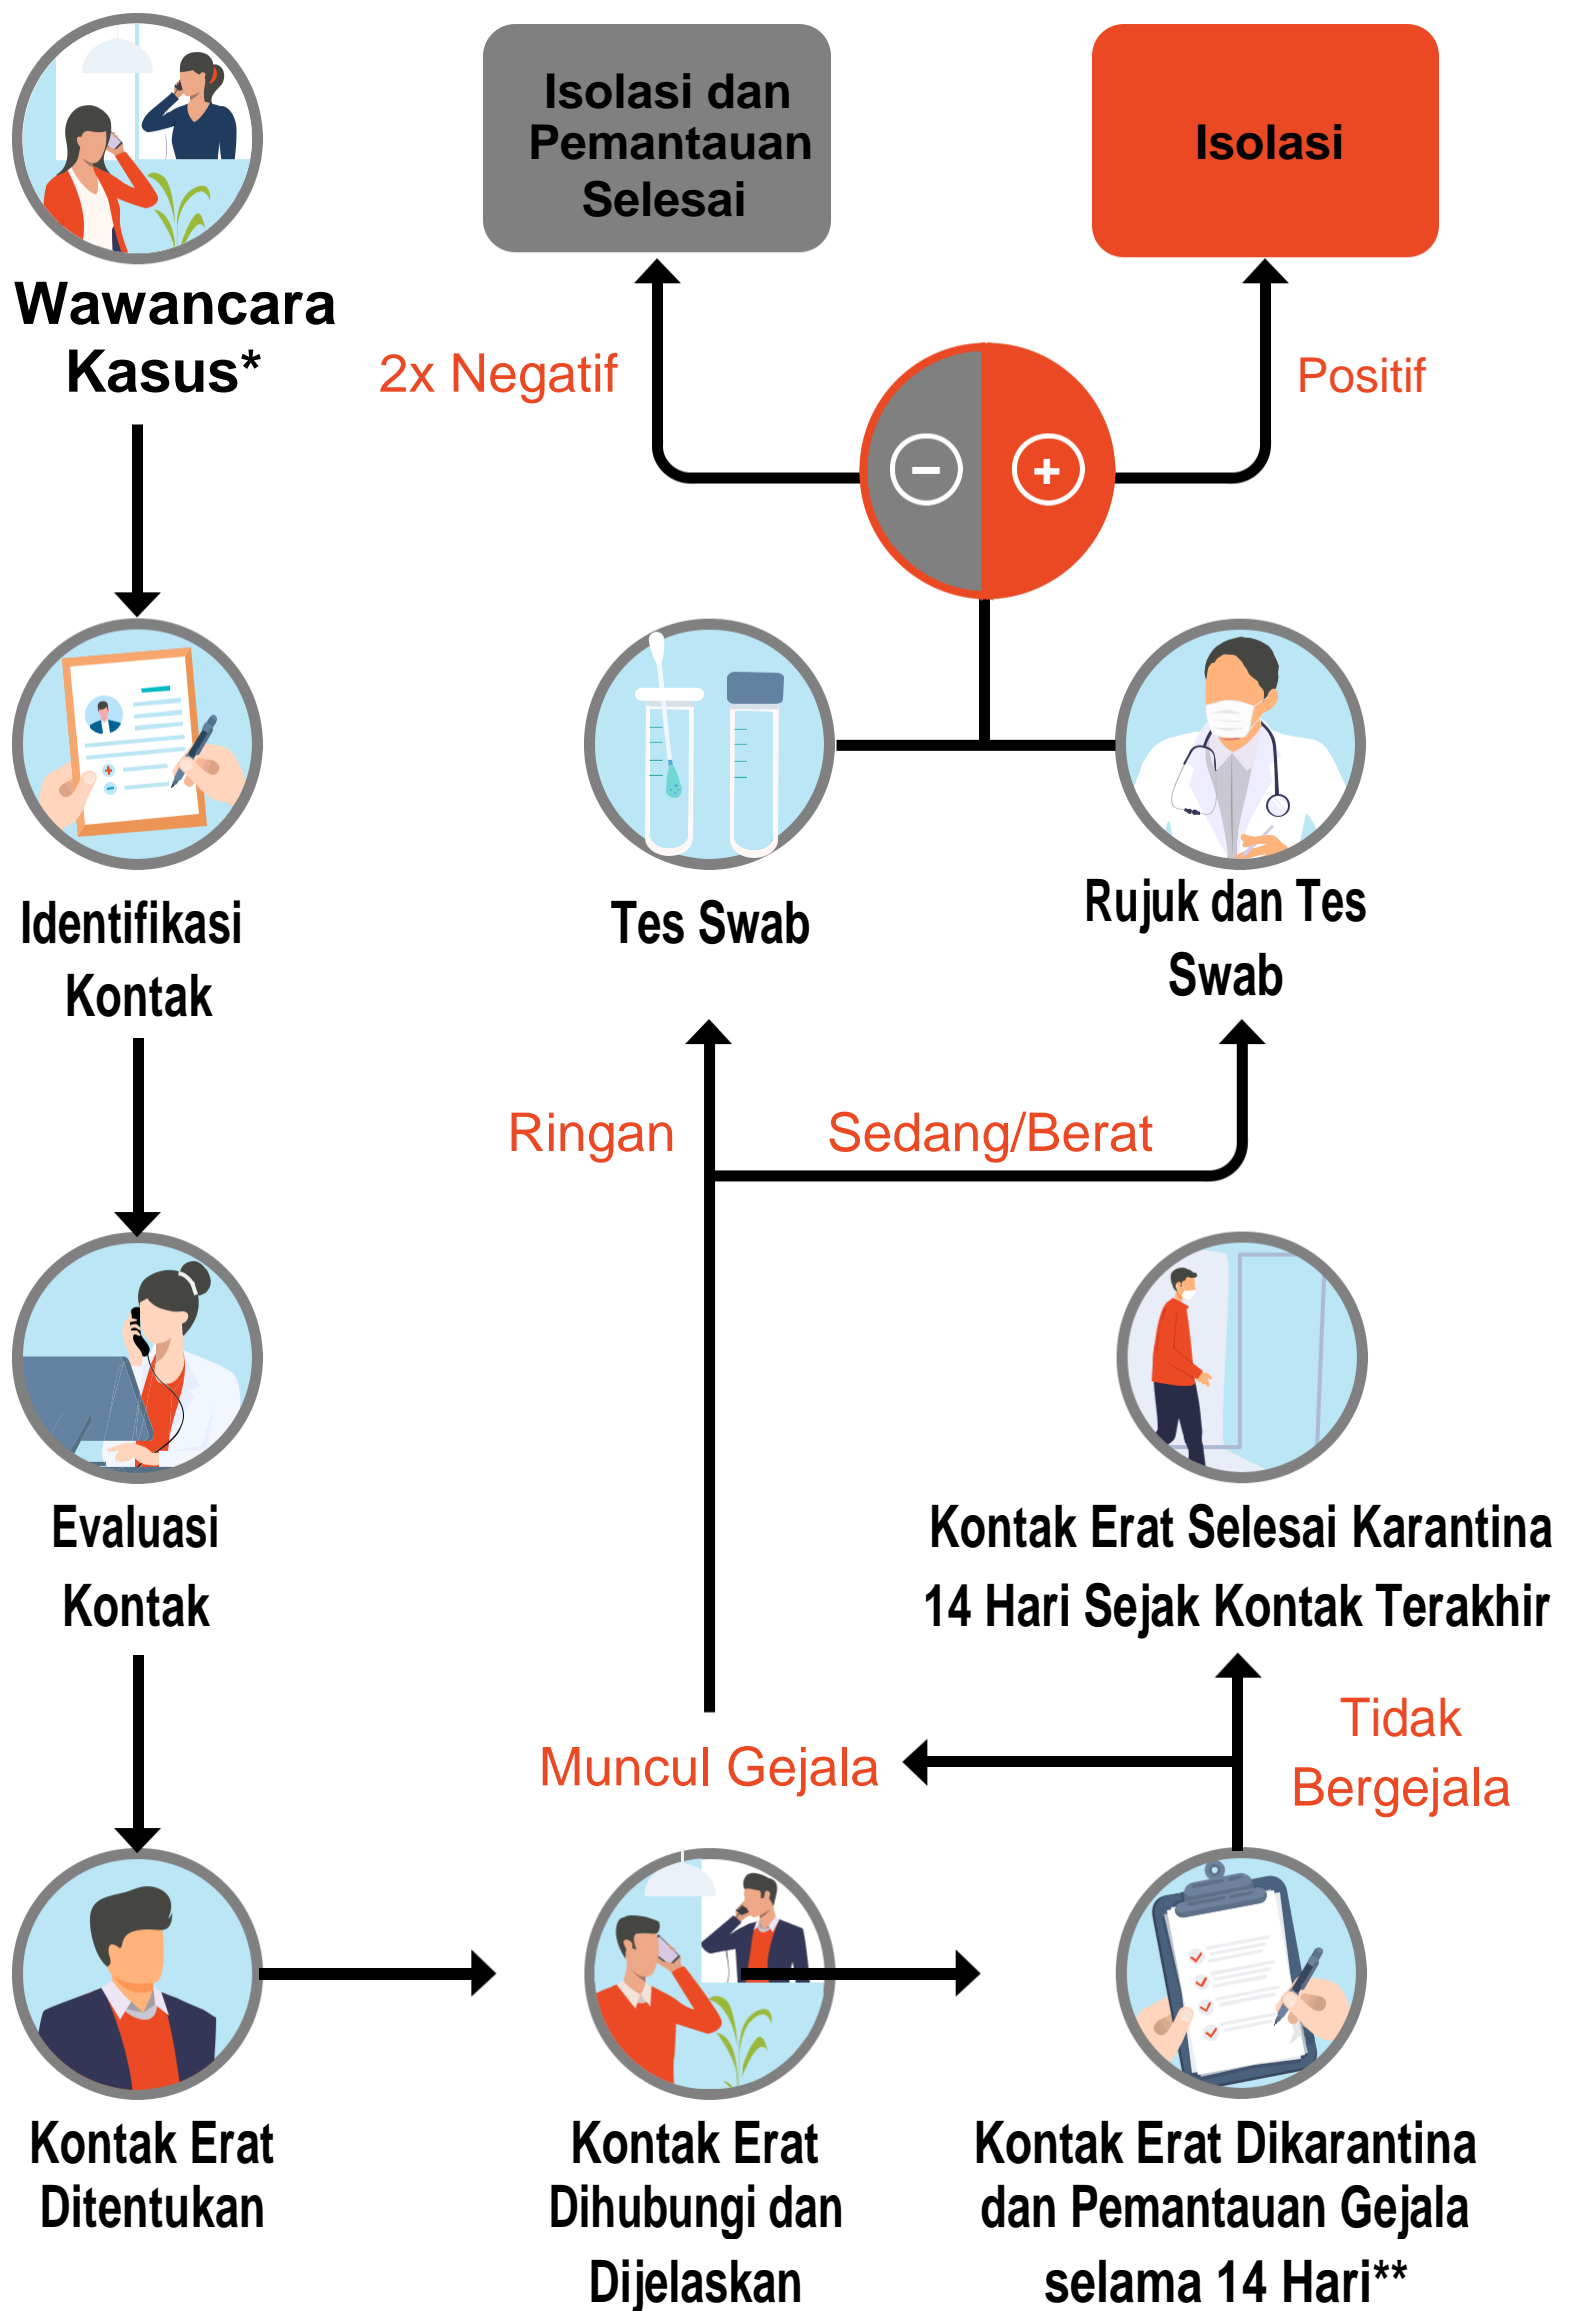 Wawancara
Kasus*
Isolasi dan
Pemantauan
Selesai
Isolasi
2x Negatif
Positif
Identifikasi
Kontak
Tes Swab
Rujuk dan Tes
Swab
Ringan
Sedang/Berat
Evaluasi
Kontak
Kontak Erat Selesai Karantina
14 Hari Sejak Kontak Terakhir
Muncul Gejala
Tidak
Bergejala
Kontak Erat
Ditentukan
Kontak Erat
Dihubungi dan
Dijelaskan
Kontak Erat Dikarantina
dan Pemantauan Gejala
selama 14 Hari**